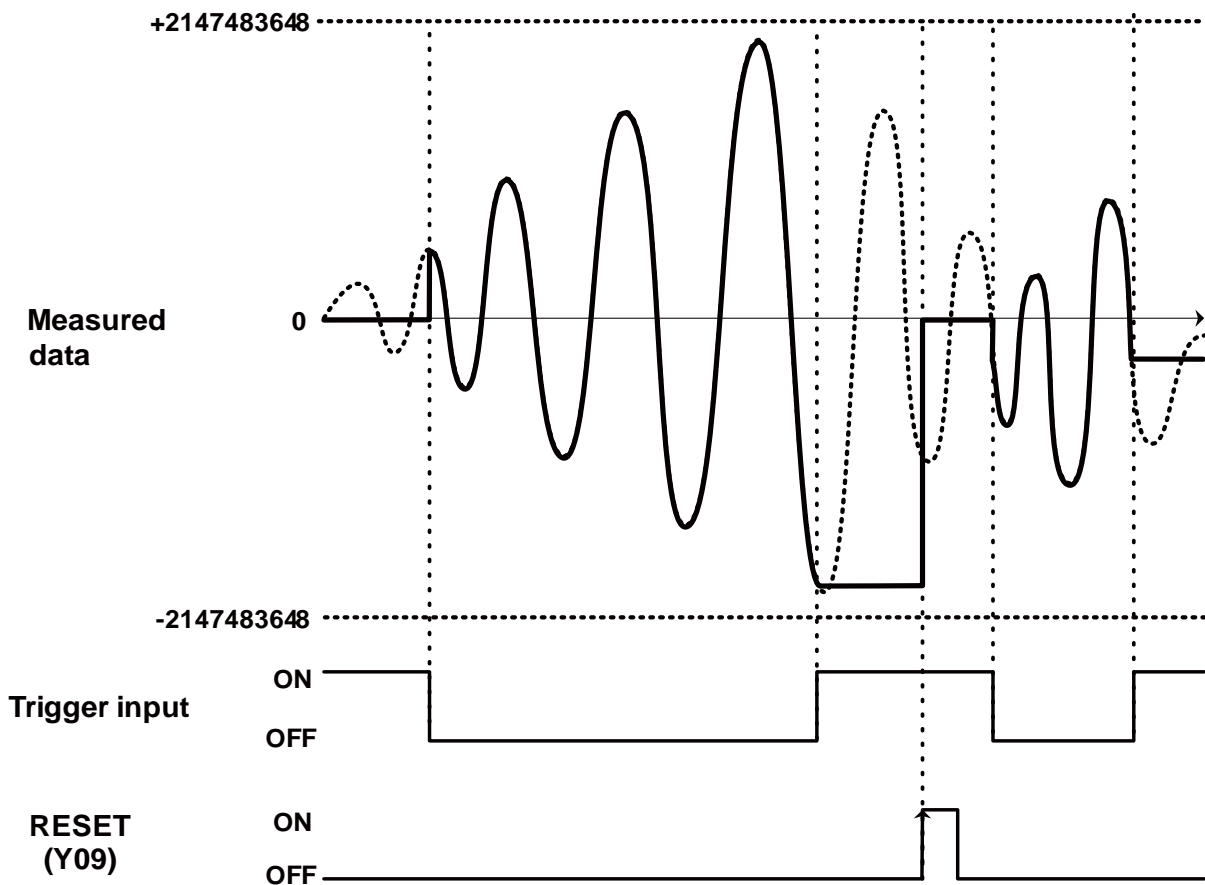 +2147483648
Measured
data
0
-2147483648
ON
Trigger input
OFF
RESET
(Y09)
ON
OFF